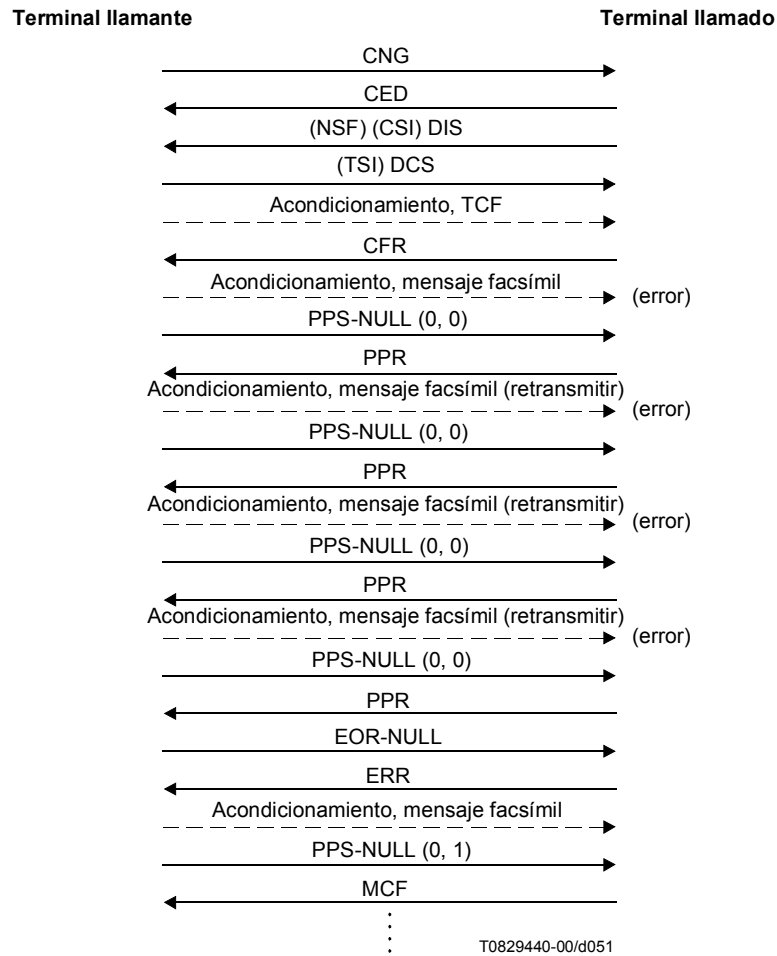 Terminal llamante
Terminal llamado
CNG
CED
(NSF) (CSI) DIS
(TSI) DCS
Acondicionamiento, TCF
CFR
Acondicionamiento, mensaje facsímil
(error)
PPS-NULL (0, 0)
PPR
Acondicionamiento, mensaje facsímil (retransmitir)
(error)
PPS-NULL (0, 0)
PPR
Acondicionamiento, mensaje facsímil (retransmitir)
(error)
PPS-NULL (0, 0)
PPR
Acondicionamiento, mensaje facsímil (retransmitir)
(error)
PPS-NULL (0, 0)
PPR
EOR-NULL
ERR
Acondicionamiento, mensaje facsímil
PPS-NULL (0, 1)
MCF
T0829440-00/d051